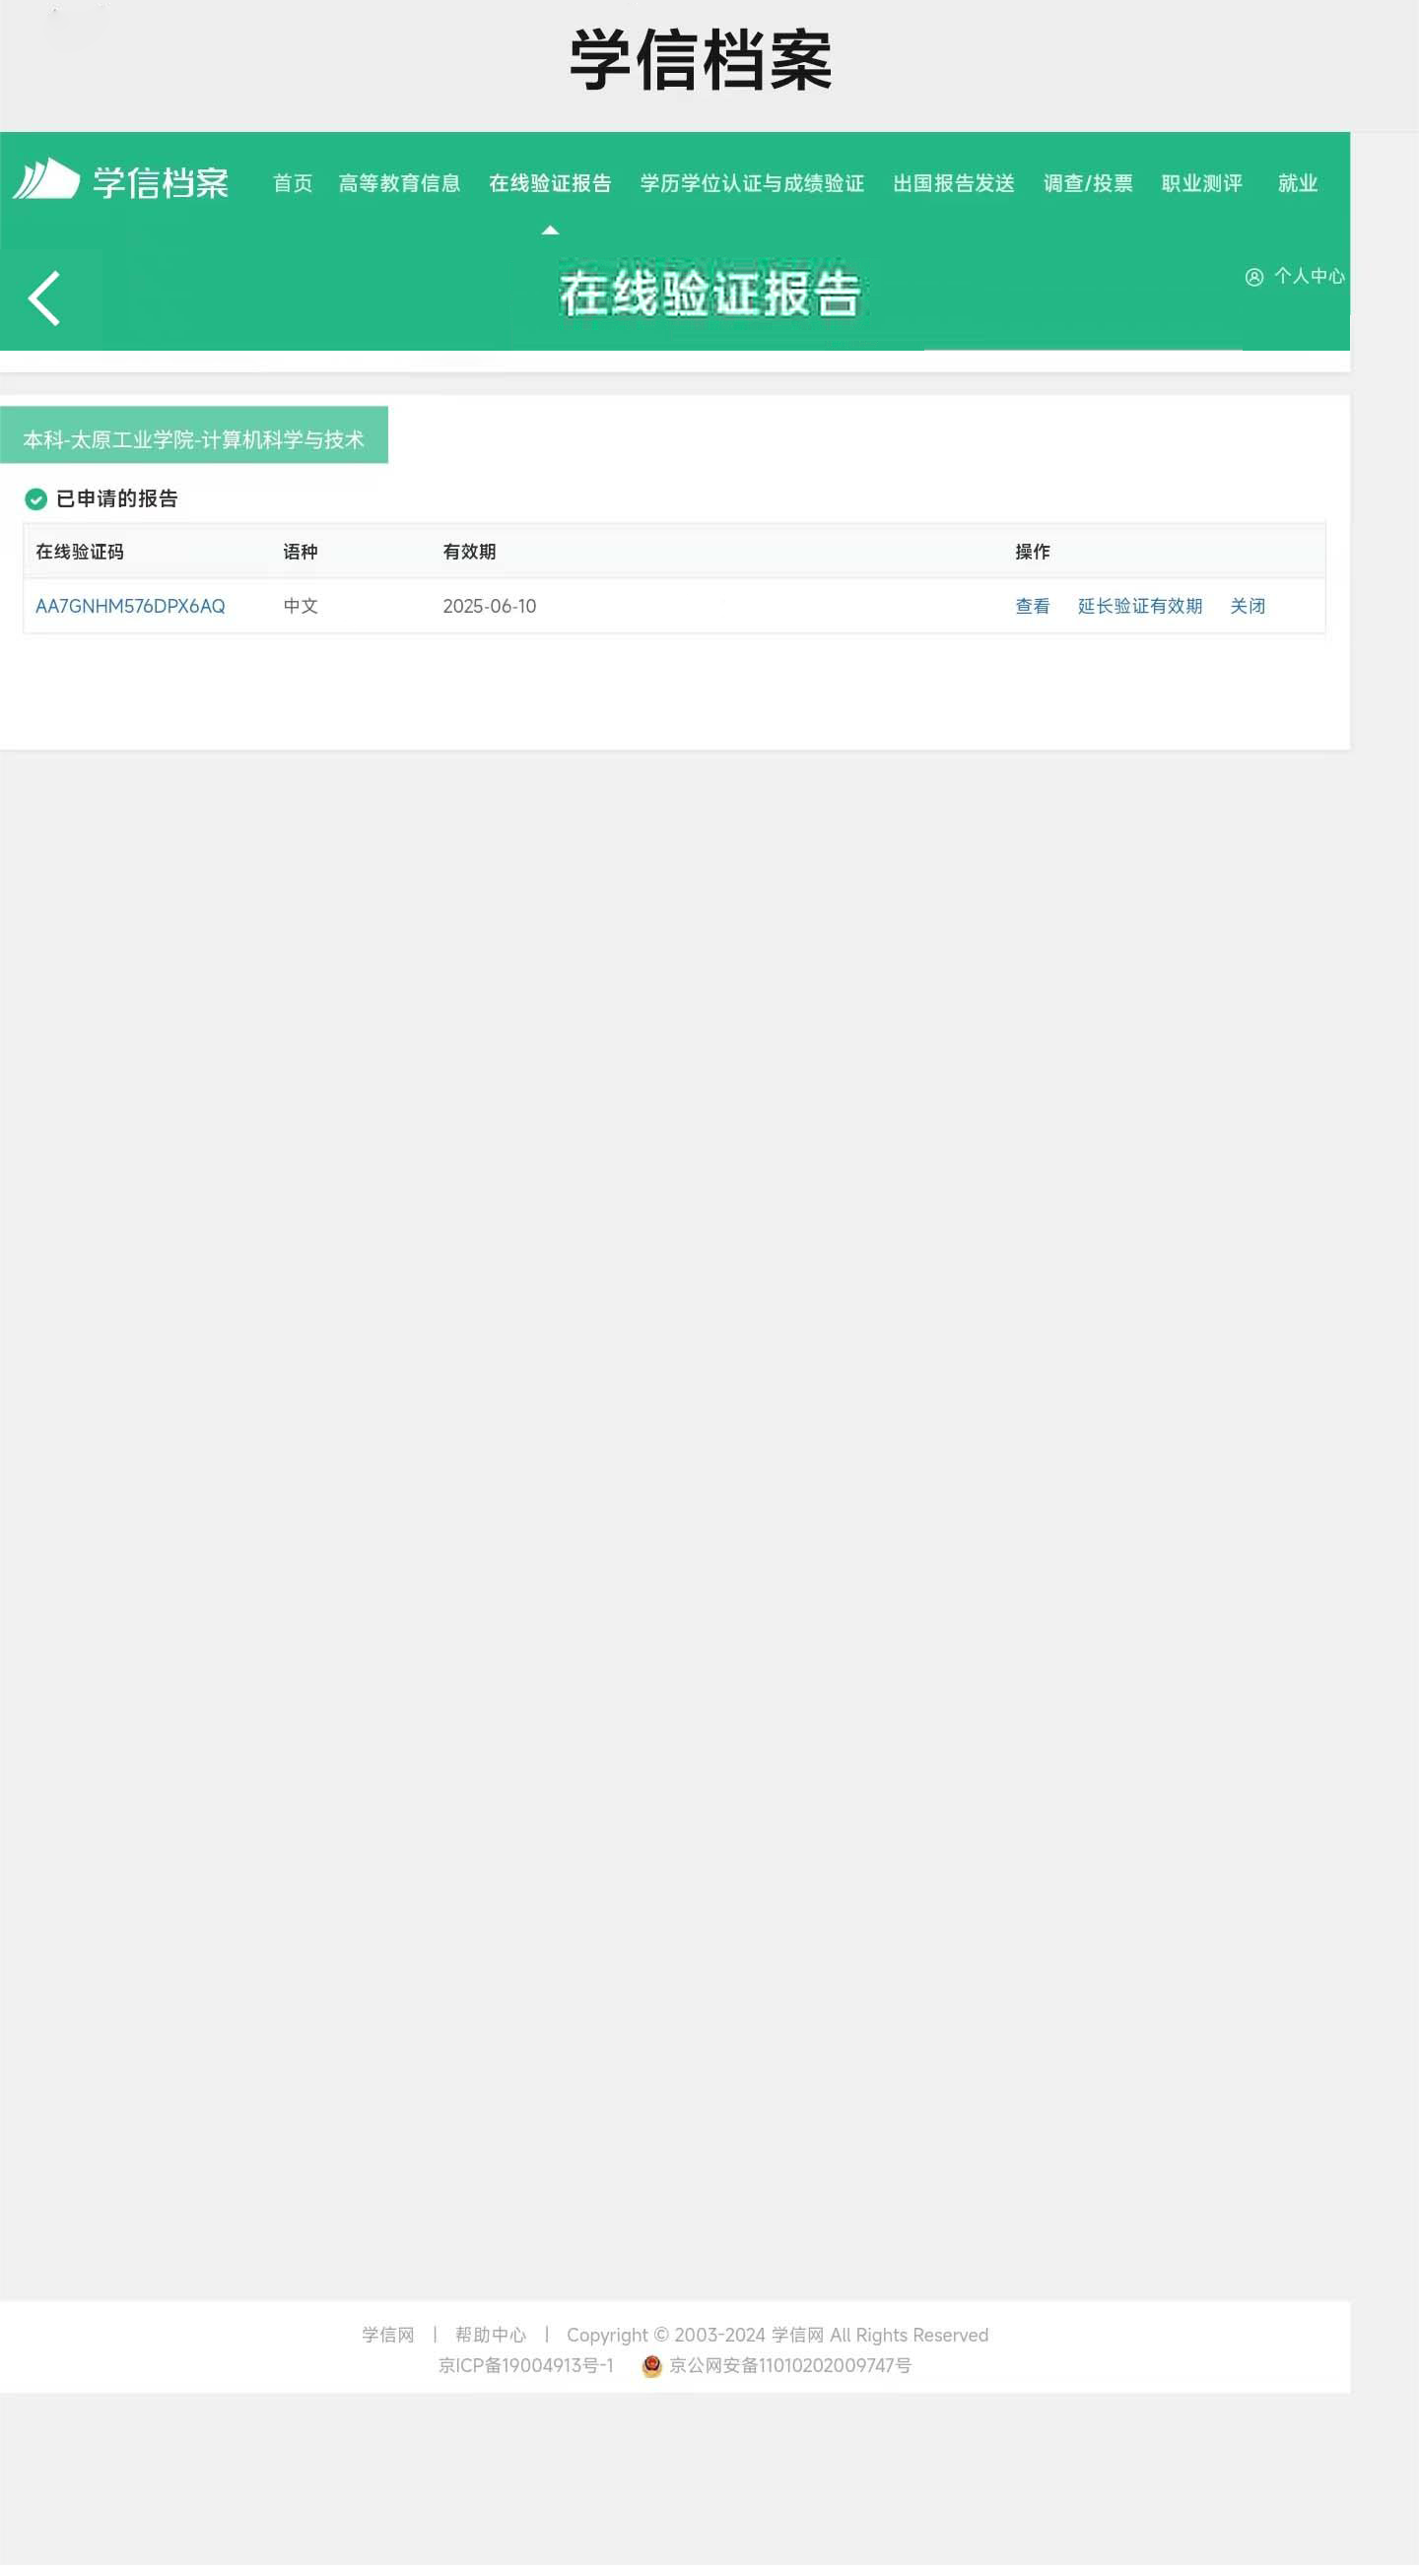 学信档案
学信档案 首页 高等教育信息 在线验证报告 学历学位认证与成绩验证 出国报告发送 调查/投票 职业测评 就业
在线验证报告
个人中心
本科-太原工业学院-计算机科学与技术
已申请的报告
在线验证码 语种 有效期 操作
AA7GNHM576DPX6AQ 中文 2025-06-10 查看 延长验证有效期 关闭
学信网 | 帮助中心 | Copyright © 2003-2024 学信网 All Rights Reserved
京ICP备19004913号-1 京公网安备11010202009747号